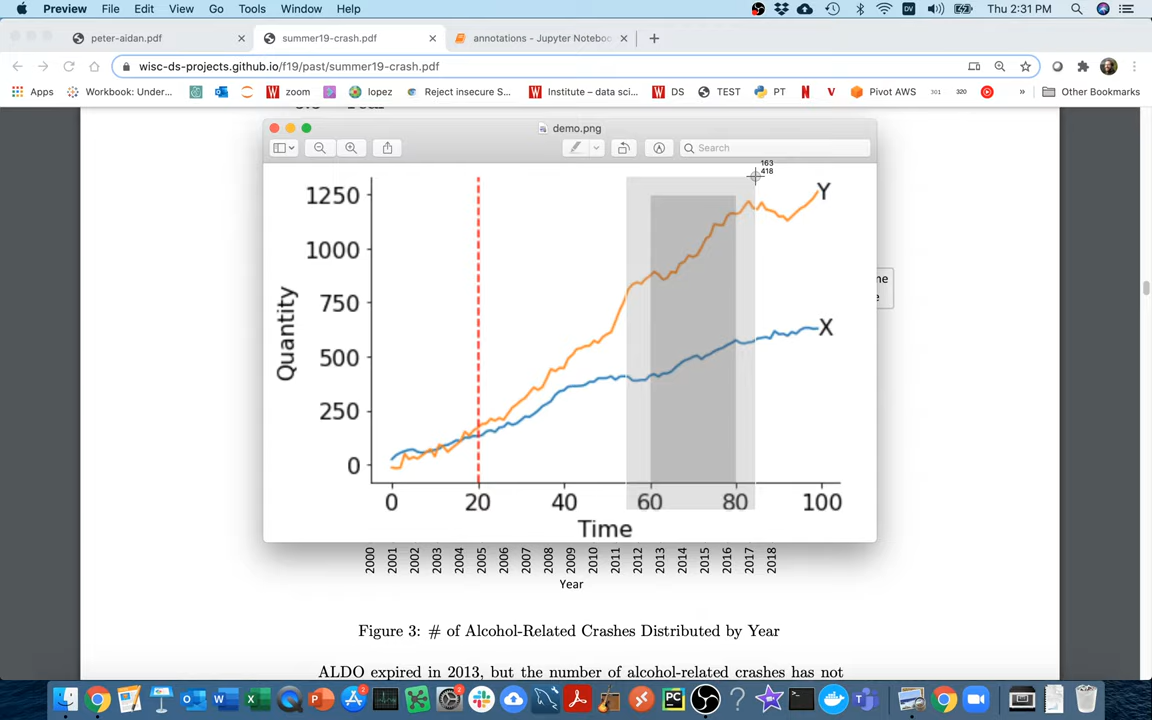 Preview File Edit View Go Tools Window Help Thu 2:31 PM
peter-aidan.pdf summer19-crash.pdf annotations - Jupyter Noteboo
wisc-ds-projects.github.io/f19/past/summer19-crash.pdf
Apps Workbook: Under... zoom lopez Reject insecure S... Institute – data sci... DS TEST PT N V Pivot AWS 301 320 » Other Bookmarks
demo.png
Search
163
418
1250
1000
750
500
250
0
Quantity
Y
X
0 20 40 60 80 100
Time
2000 2001 2002 2003 2004 2005 2006 2007 2008 2009 2010 2011 2012 2013 2014 2015 2016 2017 2018
Year
Figure 3: # of Alcohol-Related Crashes Distributed by Year
ALDO expired in 2013, but the number of alcohol-related crashes has not